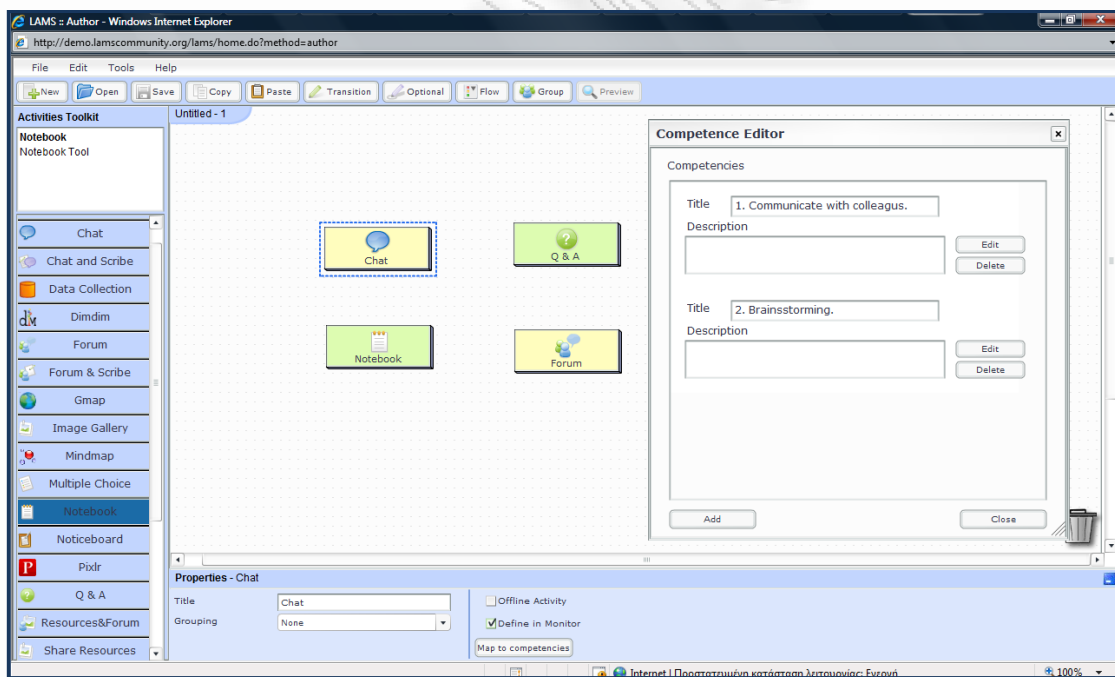 LAMS :: Author - Windows Internet Explorer
http://demo.lamscommunity.org/lams/home.do?method=author
File Edit Tools Help
New Open Save Copy Paste Transition Optional Flow Group Preview
Activities Toolkit
Notebook
Notebook Tool
Chat
Chat and Scribe
Data Collection
Dimdim
Forum
Forum & Scribe
Gmap
Image Gallery
Mindmap
Multiple Choice
Notebook
Noticeboard
Pixlr
Q & A
Resources&Forum
Share Resources
Untitled - 1
Chat
Q & A
Notebook
Forum
Competence Editor
Competencies
Title 1. Communicate with colleagus.
Description
Edit
Delete
Title 2. Brainsstorming.
Description
Edit
Delete
Add Close
Properties - Chat
Title Chat
Grouping None
Offline Activity
Define in Monitor
Map to competencies
Internet | Προστατευμένη κατάσταση λειτουργίας: Ενεργή 100%